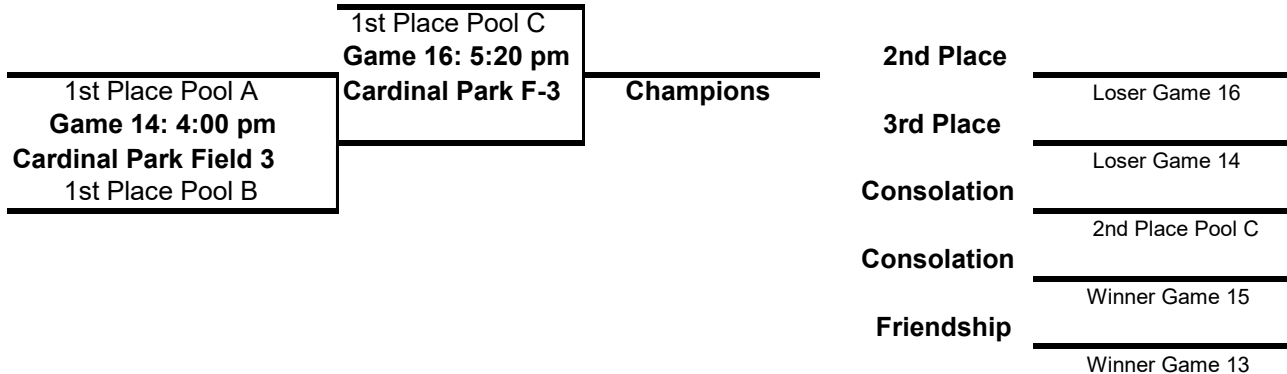 1st Place Pool C
Game 16: 5:20 pm
2nd Place
1st Place Pool A
Cardinal Park F-3
Champions
Loser Game 16
Game 14: 4:00 pm
3rd Place
Cardinal Park Field 3
Loser Game 14
1st Place Pool B
Consolation
2nd Place Pool C
Consolation
Winner Game 15
Friendship
Winner Game 13